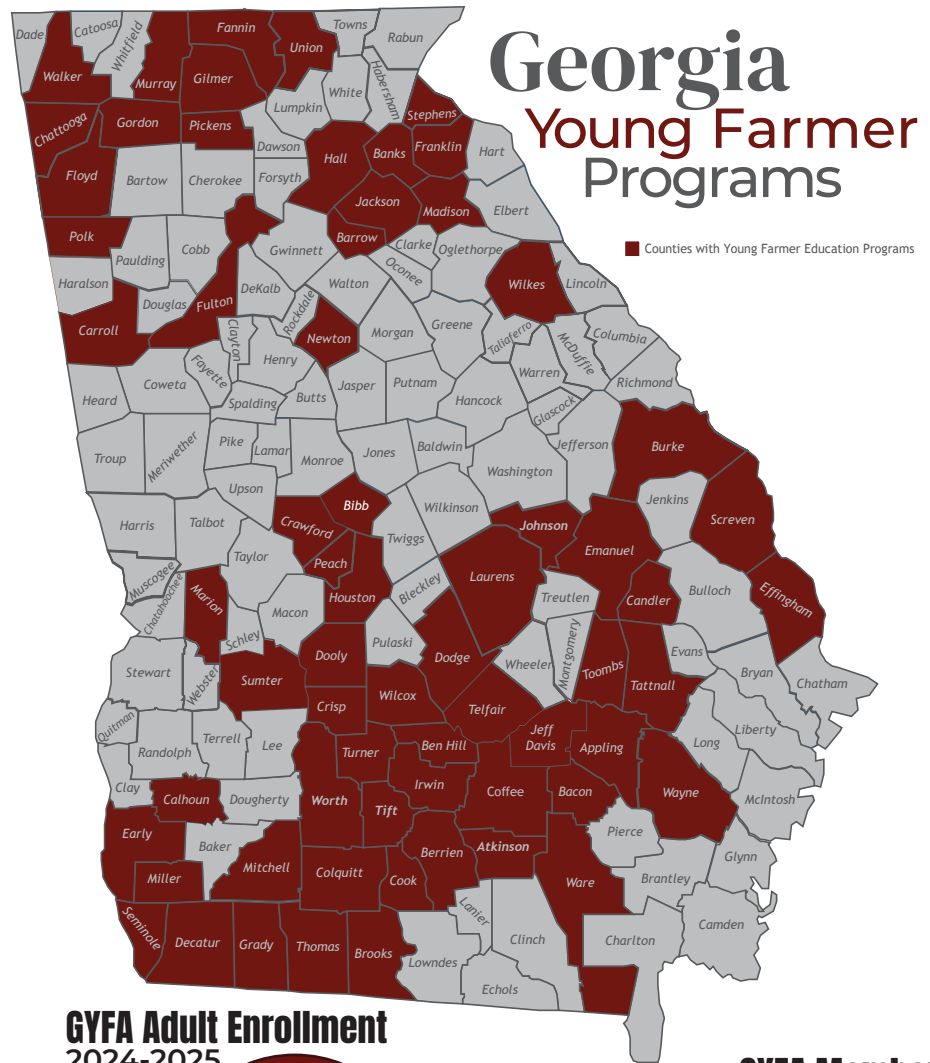 Georgia
Young Farmer
Programs
Counties with Young Farmer Education Programs
Dade
Catoosa
Whitfield
Fannin
Union
Towns
Rabun
Walker
Murray
Gilmer
White
Habersham
Lumpkin
Stephens
Chattooga
Gordon
Pickens
Dawson
Hall
Banks
Franklin
Hart
Floyd
Bartow
Cherokee
Forsyth
Jackson
Madison
Elbert
Polk
Paulding
Cobb
Gwinnett
Barrow
Clarke
Oglethorpe
Oconee
Haralson
Douglas
Fulton
DeKalb
Rockdale
Walton
Wilkes
Lincoln
Carroll
Clayton
Newton
Morgan
Greene
Taliaferro
McDuffie
Columbia
Henry
Fayette
Heard
Coweta
Spalding
Butts
Jasper
Putnam
Hancock
Warren
Glascock
Richmond
Troup
Meriwether
Pike
Lamar
Monroe
Jones
Baldwin
Washington
Jefferson
Burke
Upson
Bibb
Wilkinson
Jenkins
Screven
Harris
Talbot
Crawford
Twiggs
Johnson
Emanuel
Taylor
Peach
Muscogee
Chatahoochee
Marion
Macon
Houston
Bleckley
Laurens
Treutlen
Candler
Bulloch
Effingham
Schley
Dooly
Pulaski
Dodge
Wheeler
Montgomery
Toombs
Tattnall
Evans
Bryan
Chatham
Stewart
Webster
Sumter
Wilcox
Telfair
Crisp
Quitman
Randolph
Terrell
Lee
Turner
Ben Hill
Jeff
Davis
Appling
Long
Liberty
Clay
Calhoun
Dougherty
Worth
Tift
Irwin
Coffee
Bacon
Wayne
McIntosh
Early
Baker
Mitchell
Berrien
Atkinson
Pierce
Glynn
Miller
Colquitt
Cook
Ware
Brantley
Seminole
Decatur
Grady
Thomas
Brooks
Lanier
Clinch
Charlton
Camden
Lowndes
Echols
GYFA Adult Enrollment
2024-2025